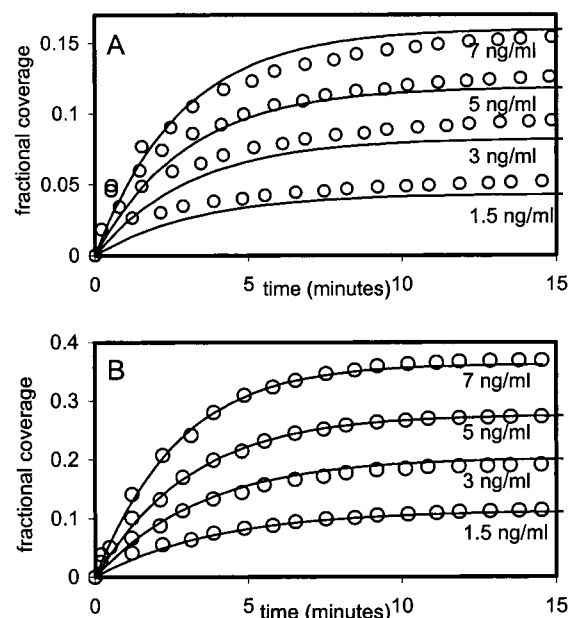 A
0.15
7 ng/ml
0.1
5 ng/ml
fractional coverage
3 ng/ml
0.05
1.5 ng/ml
0
0 5 10 15
time (minutes)
B
0.4
7 ng/ml
0.3
5 ng/ml
fractional coverage
0.2
3 ng/ml
0.1
1.5 ng/ml
0
0 5 10 15
time (minutes)